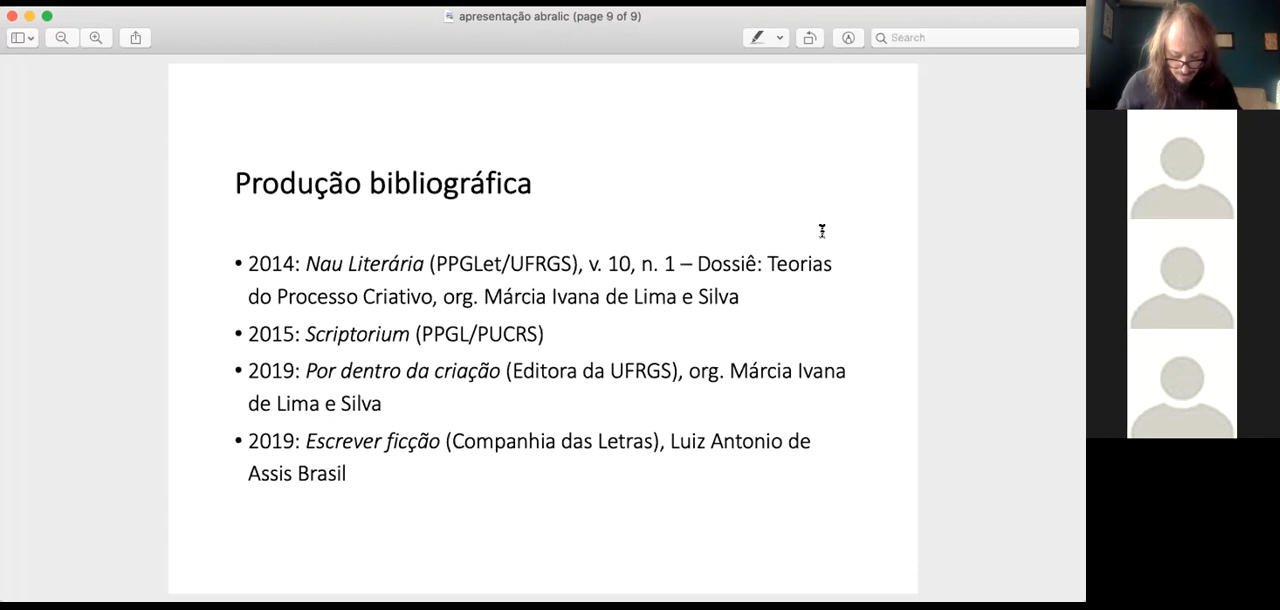 apresentação abralic (page 9 of 9)
Search
Produção bibliográfica
• 2014: Nau Literária (PPGLet/UFRGS), v. 10, n. 1 – Dossiê: Teorias
do Processo Criativo, org. Márcia Ivana de Lima e Silva
• 2015: Scriptorium (PPGL/PUCRS)
• 2019: Por dentro da criação (Editora da UFRGS), org. Márcia Ivana
de Lima e Silva
• 2019: Escrever ficção (Companhia das Letras), Luiz Antonio de
Assis Brasil